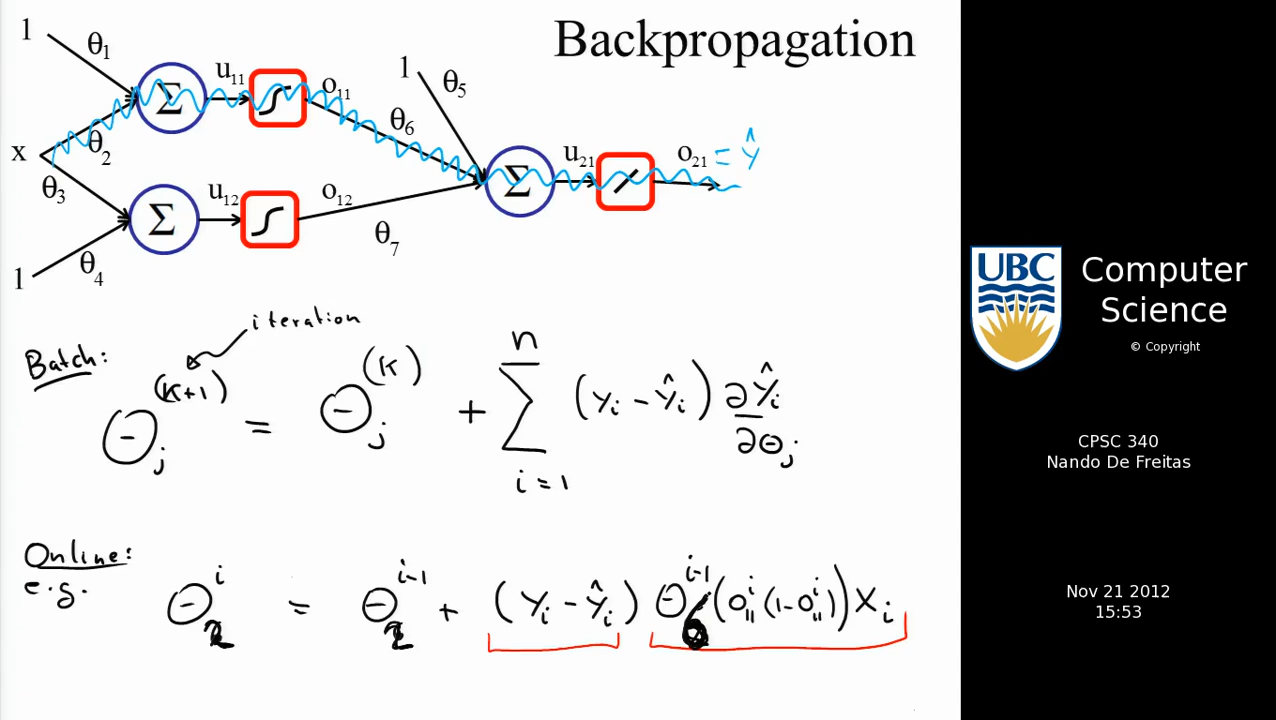 Backpropagation
1 θ₁ Σ u₁₁ o₁₁ 1 θ₅
x θ₂ θ₆ Σ u₂₁ o₂₁ = ŷ
θ₃ Σ u₁₂ o₁₂ θ₇
1 θ₄
iteration
Batch:
θⱼ^(k+1) = θⱼ^(k) + Σ_{i=1}^{n} (yᵢ - ŷᵢ) ∂ŷᵢ/∂θⱼ
Online:
e.g. θ₂^i = θ₂^{i-1} + (yᵢ - ŷᵢ) θ₆^{i-1} (o₁₁^i (1-o₁₁^i)) xᵢ
UBC
Computer
Science
© Copyright
CPSC 340
Nando De Freitas
Nov 21 2012
15:53